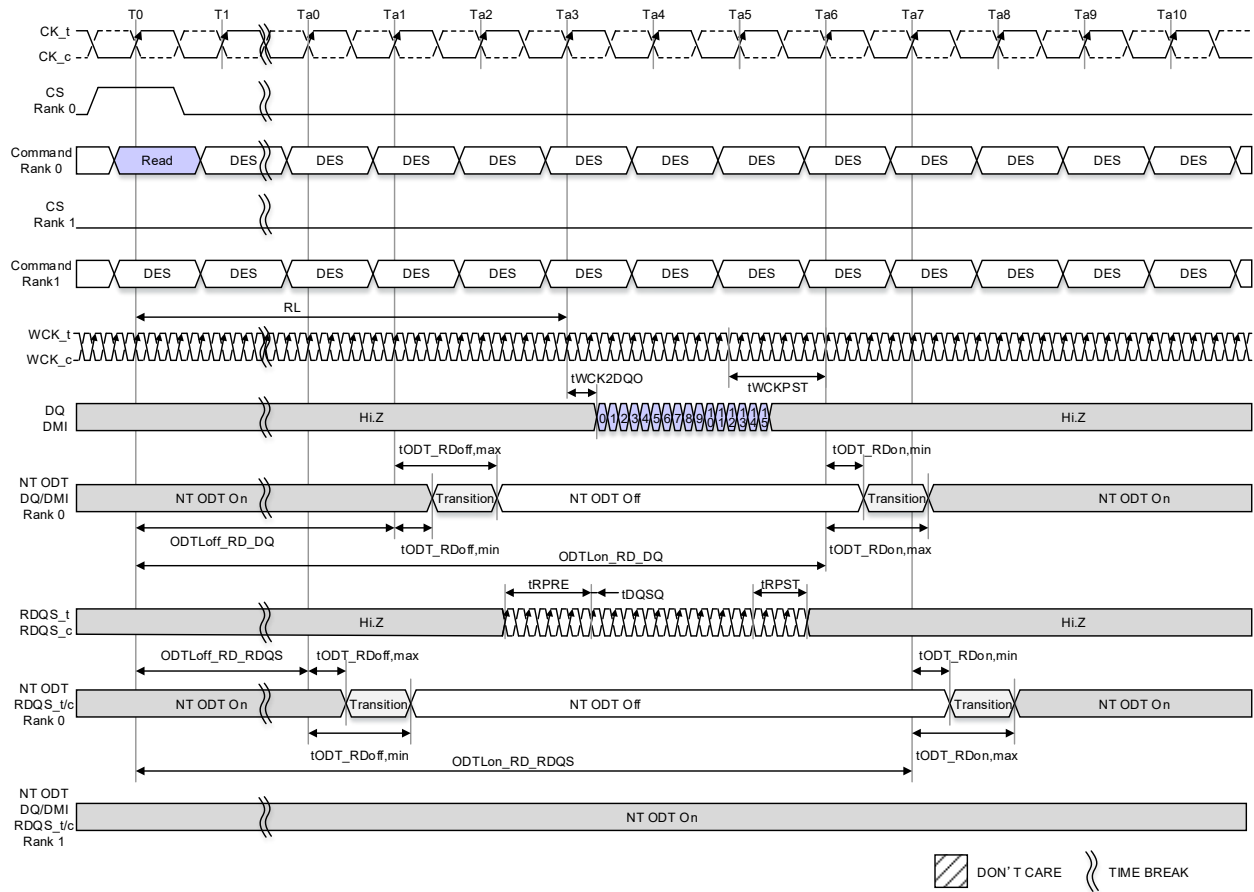 T0 T1 Ta0 Ta1 Ta2 Ta3 Ta4 Ta5 Ta6 Ta7 Ta8 Ta9 Ta10
CK_t
CK_c
CS
Rank 0
Command
Rank 0
Read DES DES DES DES DES DES DES DES DES DES DES DES
CS
Rank 1
Command
Rank1
DES DES DES DES DES DES DES DES DES DES DES DES DES
RL
WCK_t
WCK_c
tWCK2DQO
tWCKPST
DQ
DMI
Hi.Z 0 1 2 3 4 5 6 7 8 9 10 11 12 13 14 15 Hi.Z
tODT_RDoff,max tODT_RDon,min
NT ODT
DQ/DMI
Rank 0
NT ODT On Transition NT ODT Off Transition NT ODT On
ODTLoff_RD_DQ
tODT_RDoff,min
ODTLon_RD_DQ
tODT_RDon,max
tRPRE tDQSQ tRPST
RDQS_t
RDQS_c
Hi.Z Hi.Z
ODTLoff_RD_RDQS tODT_RDoff,max tODT_RDon,min
NT ODT
RDQS_t/c
Rank 0
NT ODT On Transition NT ODT Off Transition NT ODT On
tODT_RDoff,min
ODTLon_RD_RDQS
tODT_RDon,max
NT ODT
DQ/DMI
RDQS_t/c
Rank 1
NT ODT On
DON'T CARE TIME BREAK